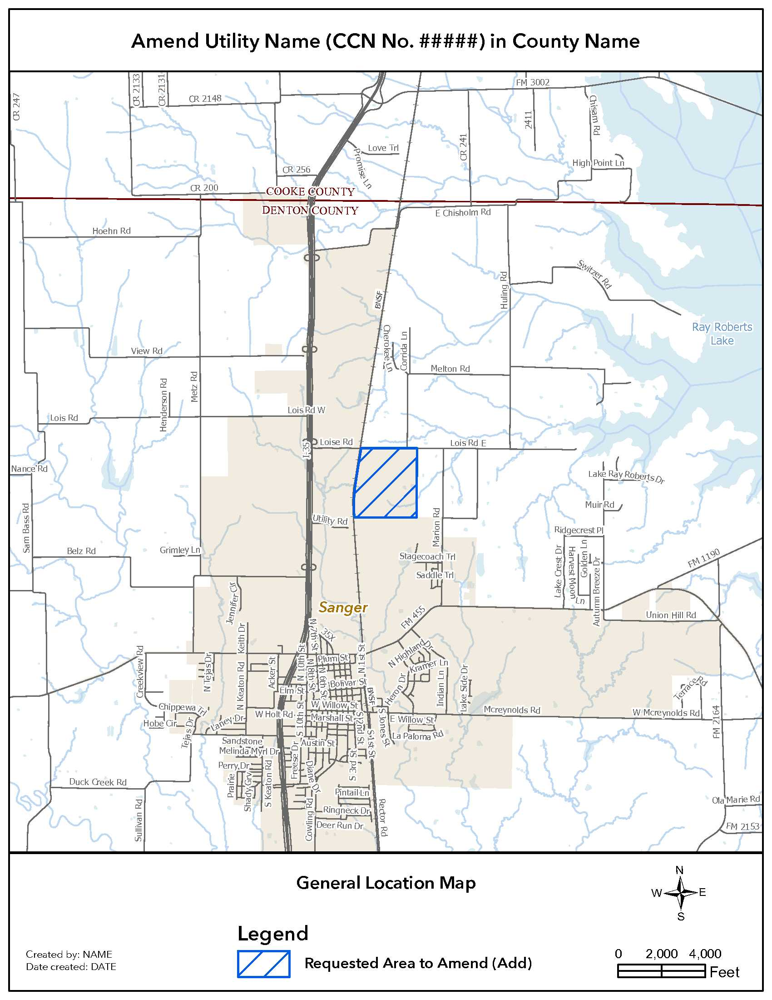 Amend Utility Name (CCN No. #####) in County Name
FM 3002
CR 2133
CR 2131
CR 2148
CR 247
Chisam Rd
2411
CR 241
Love Trl
Promise Ln
High Point Ln
CR 256
CR 200
COOKE COUNTY
DENTON COUNTY
E Chisholm Rd
Hoehn Rd
Switzer Rd
Huling Rd
BNSF
Ray Roberts
Lake
Cherokee Ln
Corrida Ln
View Rd
Melton Rd
Metz Rd
Henderson Rd
Lois Rd W
Lois Rd
Loise Rd
Lois Rd E
I-35
Nance Rd
Lake Ray Roberts Dr
Muir Rd
Sam Bass Rd
Utility Rd
Marion Rd
Ridgecrest Pl
Belz Rd
Grimley Ln
Stagecoach Trl
Saddle Trl
Lake Crest Dr
Harvest Moon
Ln
Golden Ln
Autumn Breeze Dr
FM 1190
Jennifer Cir
Sanger
FM 455
Union Hill Rd
N 7th St
35X
Keith Dr
Creekview Rd
N Tejas Dr
N Keaton Rd
Acker St
N 10th St
N 8th St
N 6th St
Plum St
N 1st St
N Highland Dr
Kramer Ln
Bolivar St
Elm St
BNSF
Heron Dr
Indian Ln
Lake Side Dr
Terrace Rd
Chippewa Trl
Hobe Cir
Tejas Dr
Laney Dr
W Holt Rd
S 10th St
W Willow St
Marshall St
S 2nd St
S 1st St
S Jones St
E Willow St
La Paloma Rd
Mcreynolds Rd
W Mcreynolds Rd
FM 2164
Sandstone
Melinda Myrl Dr
Austin St
Freese Dr
Diane Dr
S 3rd St
Perry Dr
Prairie
Shady Grv
S Keaton Rd
Duck Creek Rd
Sullivan Rd
Pintail Ln
Ringneck Dr
Deer Run Dr
Cowling Rd
Rector Rd
Ola Marie Rd
FM 2153
General Location Map
N
W E
S
Legend
Requested Area to Amend (Add)
Created by: NAME
Date created: DATE
0 2,000 4,000
Feet